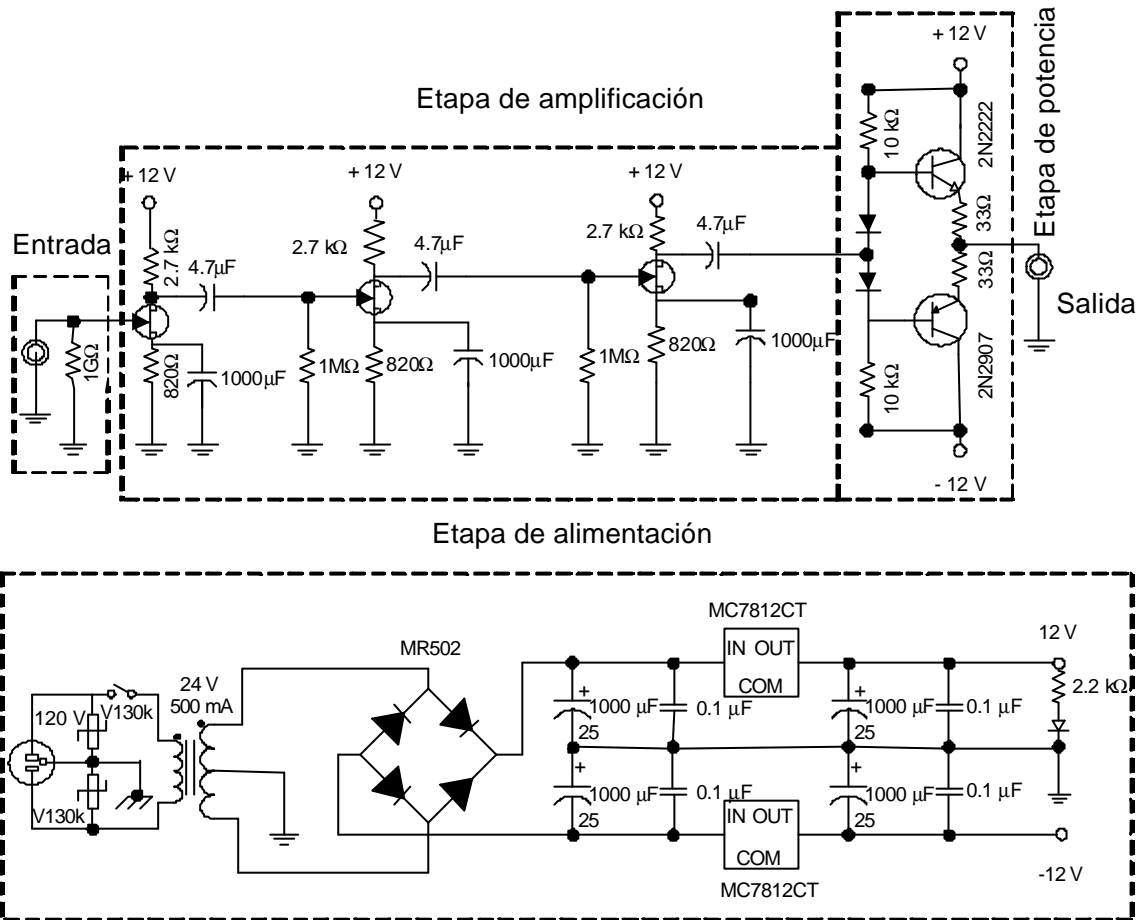 Etapa de amplificación
Entrada
+ 12 V
2.7 kΩ
4.7μF
1GΩ
820Ω
1000μF
+ 12 V
2.7 kΩ
4.7μF
1MΩ
820Ω
1000μF
+ 12 V
2.7 kΩ
4.7μF
1MΩ
820Ω
1000μF
+ 12 V
10 kΩ
2N2222
33Ω
33Ω
10 kΩ
2N2907
- 12 V
Etapa de potencia
Salida
Etapa de alimentación
120 V
V130k
V130k
24 V
500 mA
MR502
+
1000 μF
25
0.1 μF
+
1000 μF
25
0.1 μF
MC7812CT
IN OUT
COM
IN OUT
COM
MC7812CT
+
1000 μF
25
0.1 μF
+
1000 μF
25
0.1 μF
12 V
2.2 kΩ
-12 V